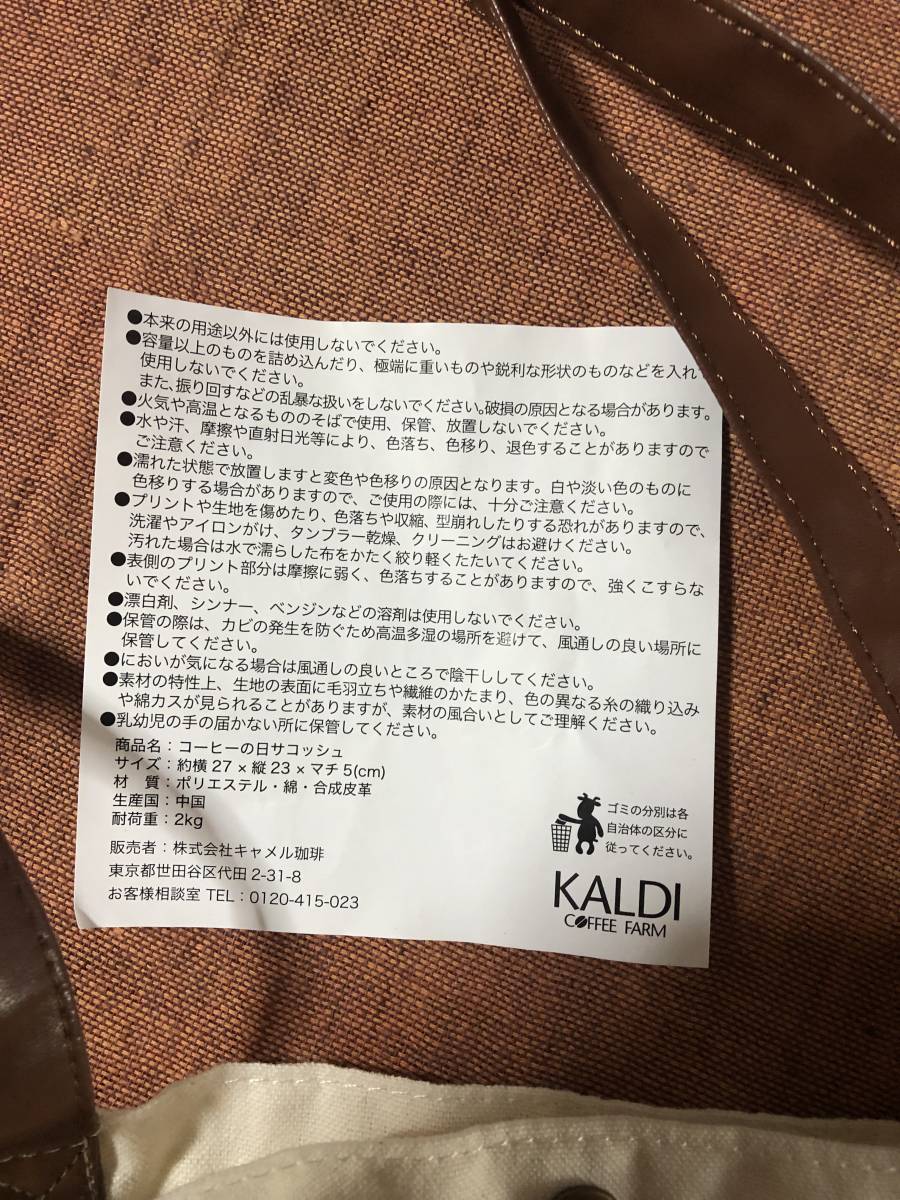 ●本来の用途以外には使用しないでください。
●容量以上のものを詰め込んだり、極端に重いものや鋭利な形状のものなどを入れて
使用しないでください。
また、振り回すなどの乱暴な扱いをしないでください。破損の原因となる場合があります。
●火気や高温となるもののそばで使用、保管、放置しないでください。
●水や汗、摩擦や直射日光等により、色落ち、色移り、退色することがありますので
ご注意ください。
●濡れた状態で放置しますと変色や色移りの原因となります。白や淡い色のものに
色移りする場合がありますので、ご使用の際には、十分ご注意ください。
●プリントや生地を傷めたり、色落ちや収縮、型崩れしたりする恐れがありますので、
洗濯やアイロンがけ、タンブラー乾燥、クリーニングはお避けください。
汚れた場合は水で濡らした布をかたく絞り軽くたたいてください。
●表側のプリント部分は摩擦に弱く、色落ちすることがありますので、強くこすらな
いでください。
●漂白剤、シンナー、ベンジンなどの溶剤は使用しないでください。
●保管の際は、カビの発生を防ぐため高温多湿の場所を避けて、風通しの良い場所に
保管してください。
●においが気になる場合は風通しの良いところで陰干ししてください。
●素材の特性上、生地の表面に毛羽立ちや繊維のかたまり、色の異なる糸の織り込み
や綿カスが見られることがありますが、素材の風合いとしてご理解ください。
●乳幼児の手の届かない所に保管してください。
商品名：コーヒーの日サコッシュ
サイズ：約横27×縦23×マチ5(cm)
材　質：ポリエステル・綿・合成皮革
生産国：中国
耐荷重：2kg
販売者：株式会社キャメル珈琲
東京都世田谷区代田2-31-8
お客様相談室 TEL：0120-415-023
ゴミの分別は各
自治体の区分に
従ってください。
KALDI
COFFEE FARM